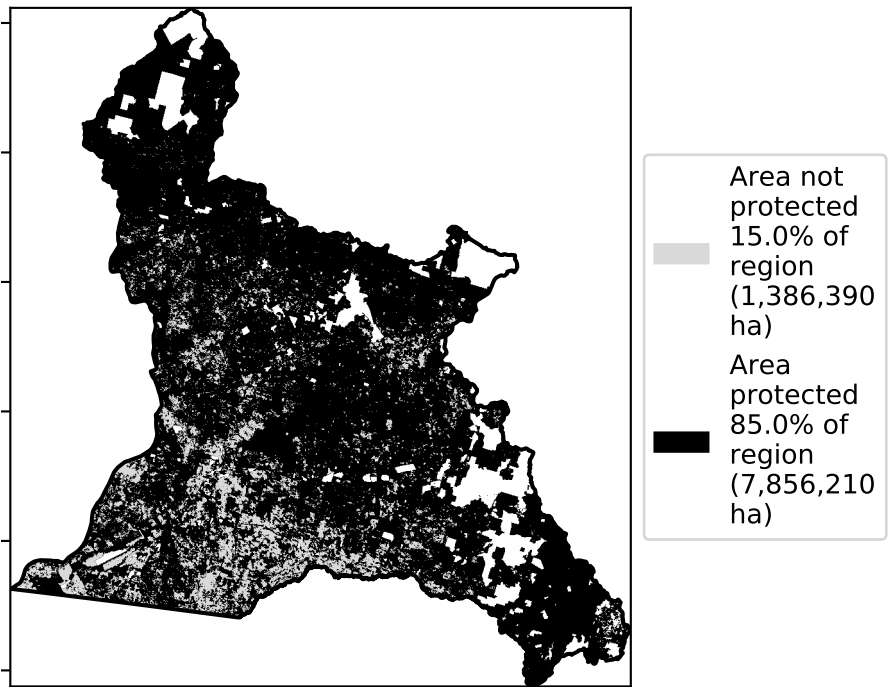 Area not
protected
15.0% of
region
(1,386,390
ha)
Area
protected
85.0% of
region
(7,856,210
ha)